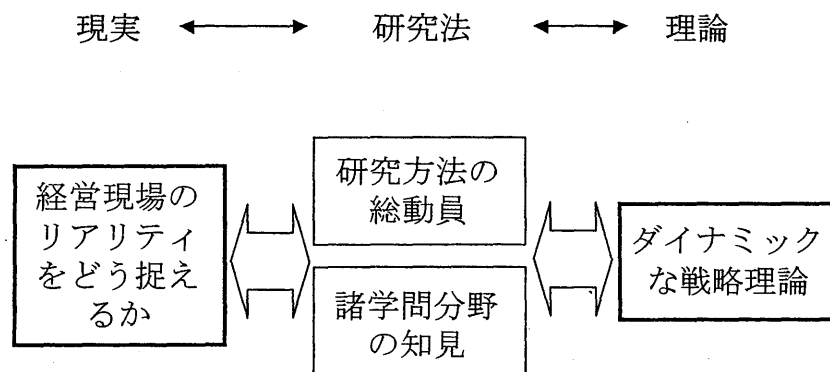 現実 研究法 理論
経営現場の
リアリティ
をどう捉え
るか
研究方法の
総動員
諸学問分野
の知見
ダイナミック
な戦略理論